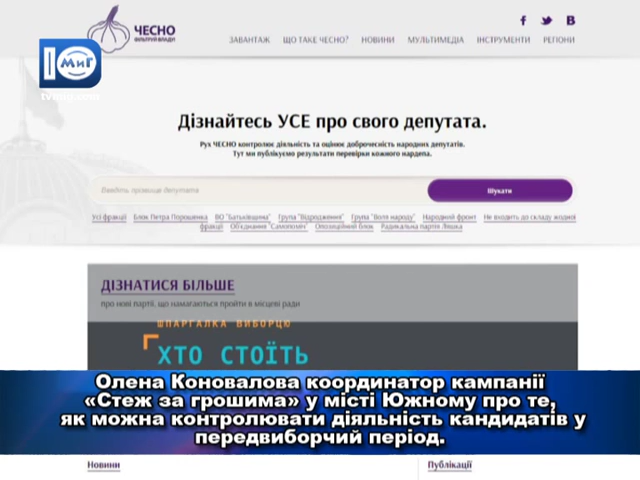 ЧЕСНО
ФІЛЬТРУЙ ВЛАДУ
ЗАВАНТАЖ ЩО ТАКЕ ЧЕСНО? НОВИНИ МУЛЬТИМЕДІА ІНСТРУМЕНТИ РЕГІОНИ
10
МиГ
Дізнайтесь УСЕ про свого депутата.
Рух ЧЕСНО контролює діяльність та оцінює доброчесність народних депутатів.
Тут ми публікуємо результати перевірки кожного нардепа.
Введіть прізвище депутата
Шукати
Усі фракції Блок Петра Порошенка ВО "Батьківщина" Група "Відродження" Група "Воля народу" Народний фронт Не входить до складу жодної
фракції Об'єднання "Самопоміч" Опозиційний блок Радикальна партія Ляшка
ДІЗНАТИСЯ БІЛЬШЕ
про нові партії, що намагаються пройти в місцеві ради
ШПАРГАЛКА ВИБОРЦЮ
ХТО СТОЇТЬ
Олена Коновалова координатор кампанії
«Стеж за грошима» у місті Южному про те,
як можна контролювати діяльність кандидатів у
передвиборчий період.
Новини
Публікації